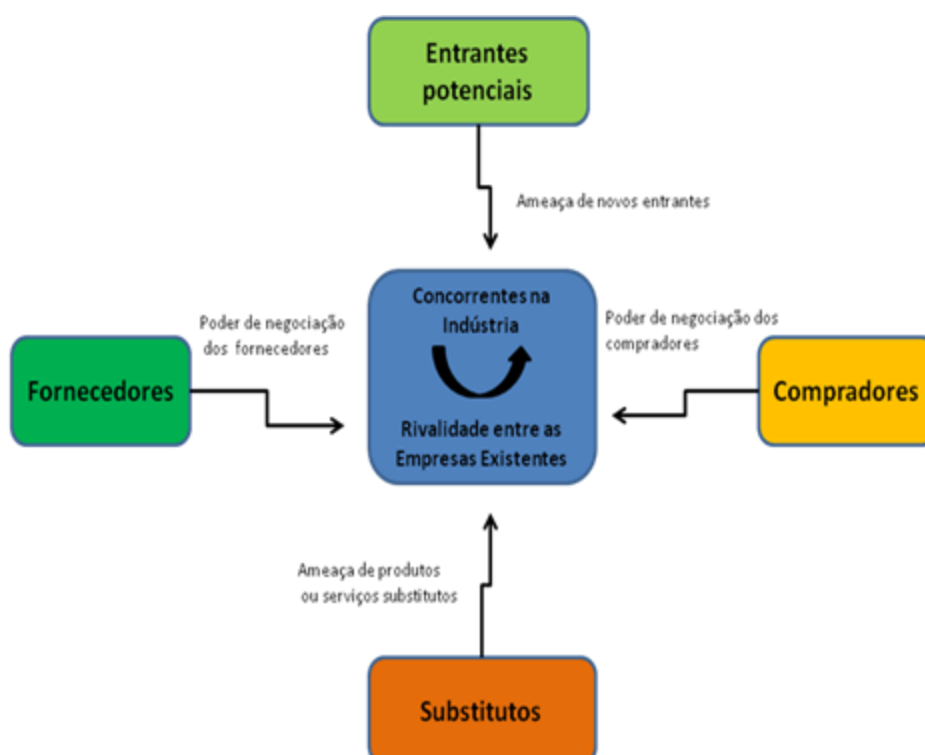 Entrantes
potenciais
Ameaça de novos entrantes
Concorrentes na
Indústria
Poder de negociação
dos fornecedores
Poder de negociação dos
compradores
Fornecedores
Compradores
Rivalidade entre as
Empresas Existentes
Ameaça de produtos
ou serviços substitutos
Substitutos